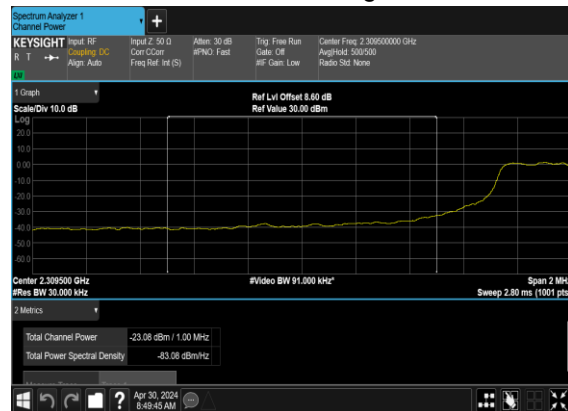 Spectrum Analyzer 1
Channel Power
+
KEYSIGHT Input: RF Input Z: 50 Ω Atten: 30 dB Trig: Free Run Center Freq: 2.309500000 GHz
R T Coupling: DC Corr CCorr #PNO: Fast Gate: Off Avg|Hold: 500/500
Align: Auto Freq Ref: Int (S) #IF Gain: Low Radio Std: None
1 Graph
Ref Lvl Offset 8.60 dB
Scale/Div 10.0 dB Ref Value 30.00 dBm
Log
20.0
10.0
0.00
-10.0
-20.0
-30.0
-40.0
-50.0
-60.0
Center 2.309500 GHz #Video BW 91.000 kHz* Span 2 MHz
#Res BW 30.000 kHz Sweep 2.80 ms (1001 pts
2 Metrics
Total Channel Power -23.08 dBm / 1.00 MHz
Total Power Spectral Density -83.08 dBm/Hz
? Apr 30, 2024
8:49:45 AM